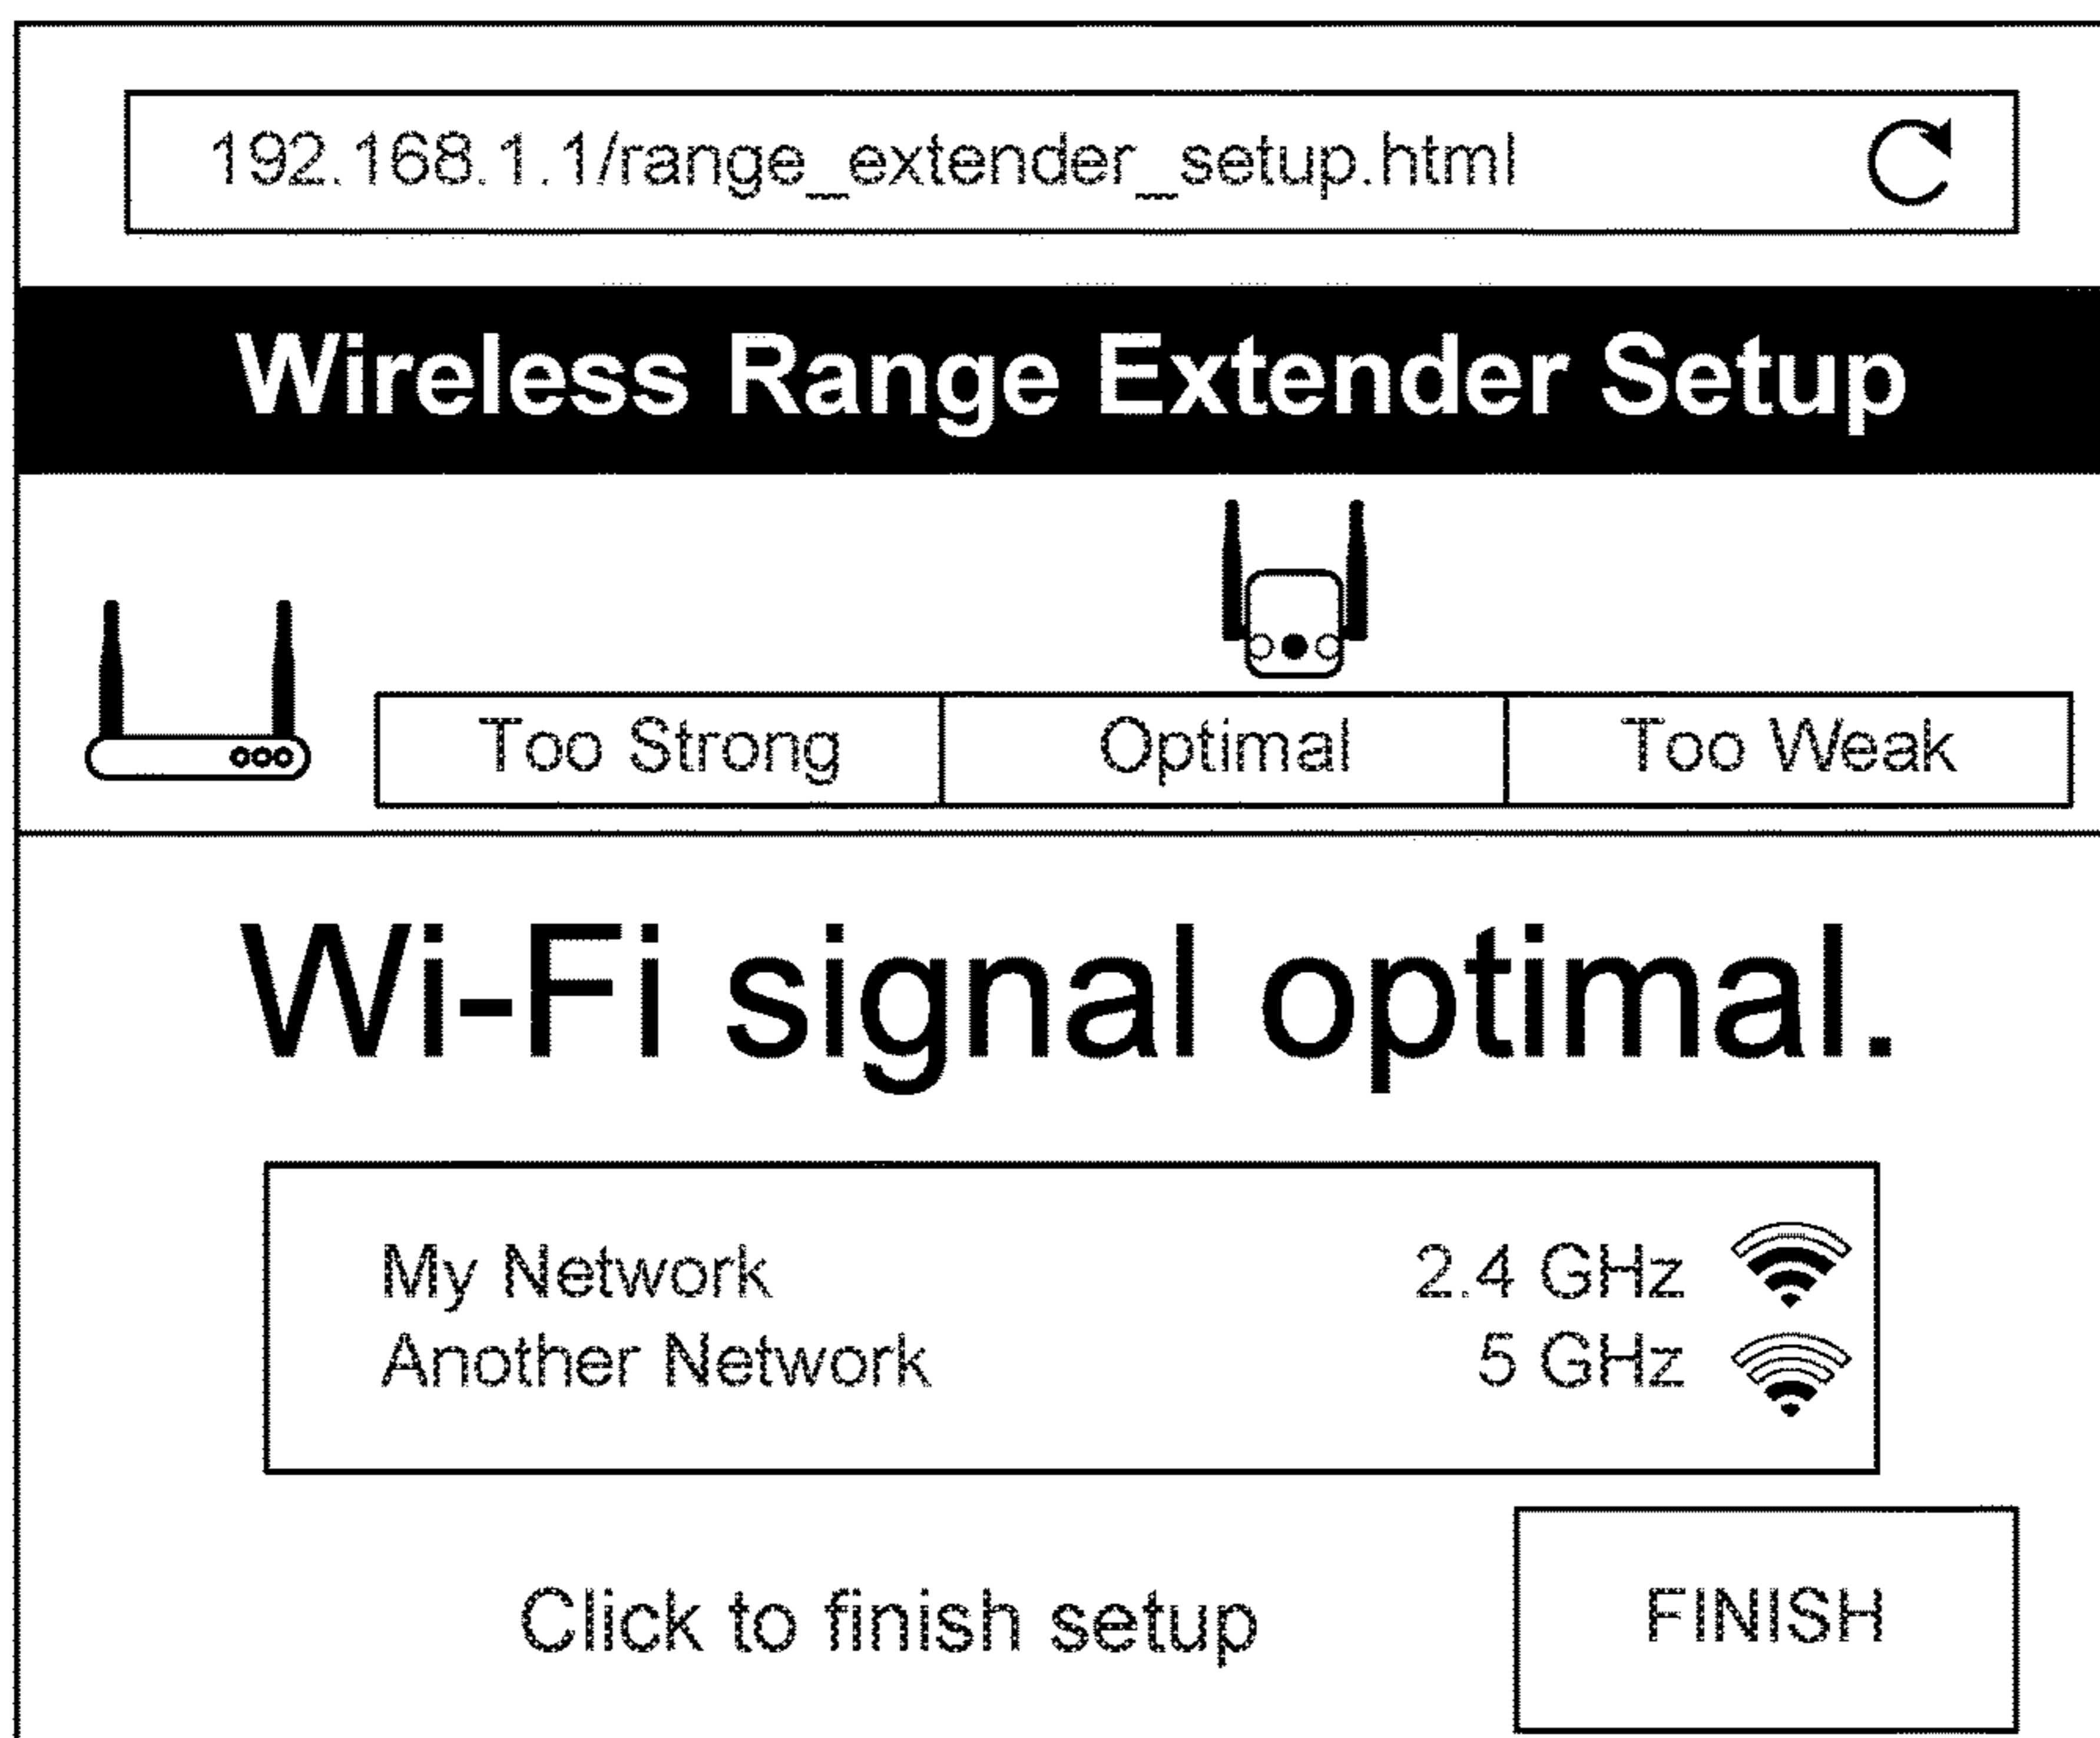 192.168.1.1/range_extender_setup.html
Wireless Range Extender Setup
Too Strong Optimal Too Weak
Wi-Fi signal optimal.
My Network 2.4 GHz
Another Network 5 GHz
Click to finish setup FINISH